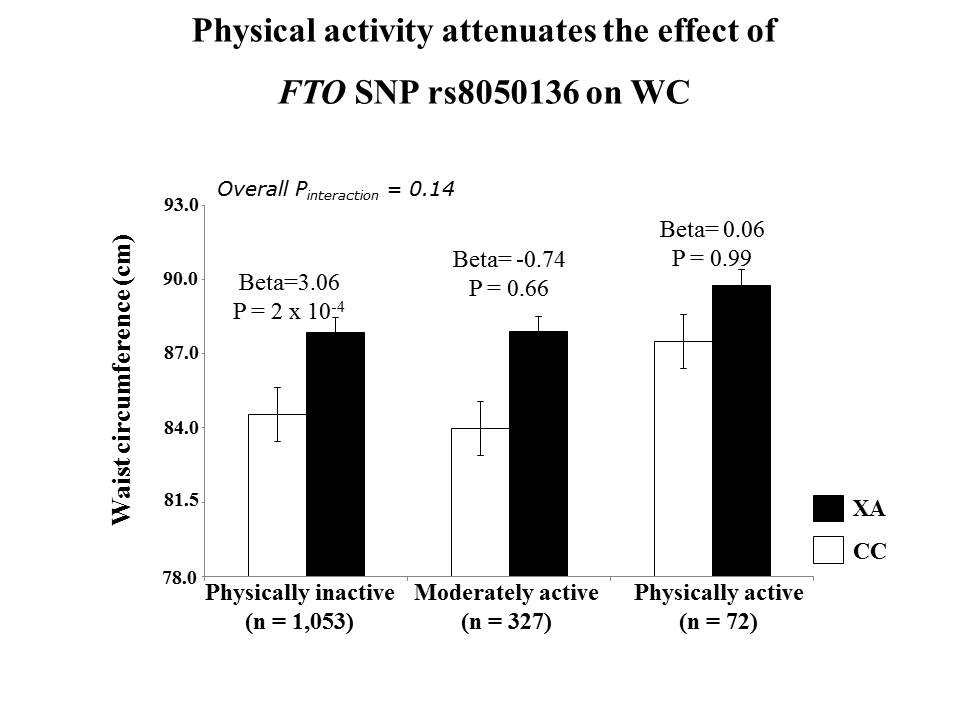 Physical activity attenuates the effect of
FTO SNP rs8050136 on WC
Overall Pinteraction = 0.14
93.0
90.0
87.0
84.0
81.5
78.0
Waist circumference (cm)
Beta=3.06
P = 2 x 10-4
Beta= -0.74
P = 0.66
Beta= 0.06
P = 0.99
XA
CC
Physically inactive
(n = 1,053)
Moderately active
(n = 327)
Physically active
(n = 72)